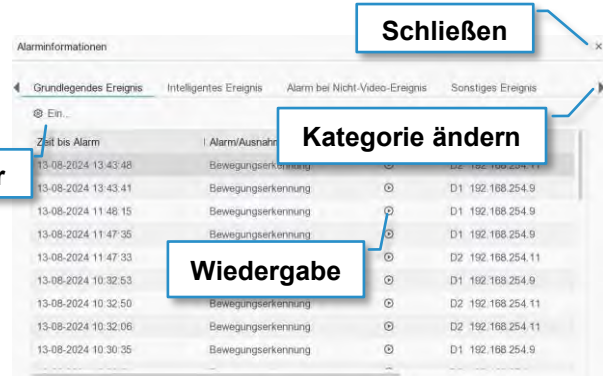 Schließen
Alarminformationen
Grundlegendes Ereignis Intelligentes Ereignis Alarm bei Nicht-Video-Ereignis Sonstiges Ereignis
Ein...
Kategorie ändern
Zeit bis Alarm Alarm/Ausnahm
13-08-2024 13:43:48 Bewegungserkennung D2 192.168.254.11
r
13-08-2024 13:43:41 Bewegungserkennung D1 192.168.254.9
13-08-2024 11:48:15 Bewegungserkennung D1 192.168.254.9
13-08-2024 11:47:35 Bewegungserkennung D1 192.168.254.9
13-08-2024 11:47:33 D2 192.168.254.11
Wiedergabe
13-08-2024 10:32:53 D1 192.168.254.9
13-08-2024 10:32:50 Bewegungserkennung D2 192.168.254.11
13-08-2024 10:32:06 Bewegungserkennung D2 192.168.254.11
13-08-2024 10:30:35 Bewegungserkennung D1 192.168.254.9